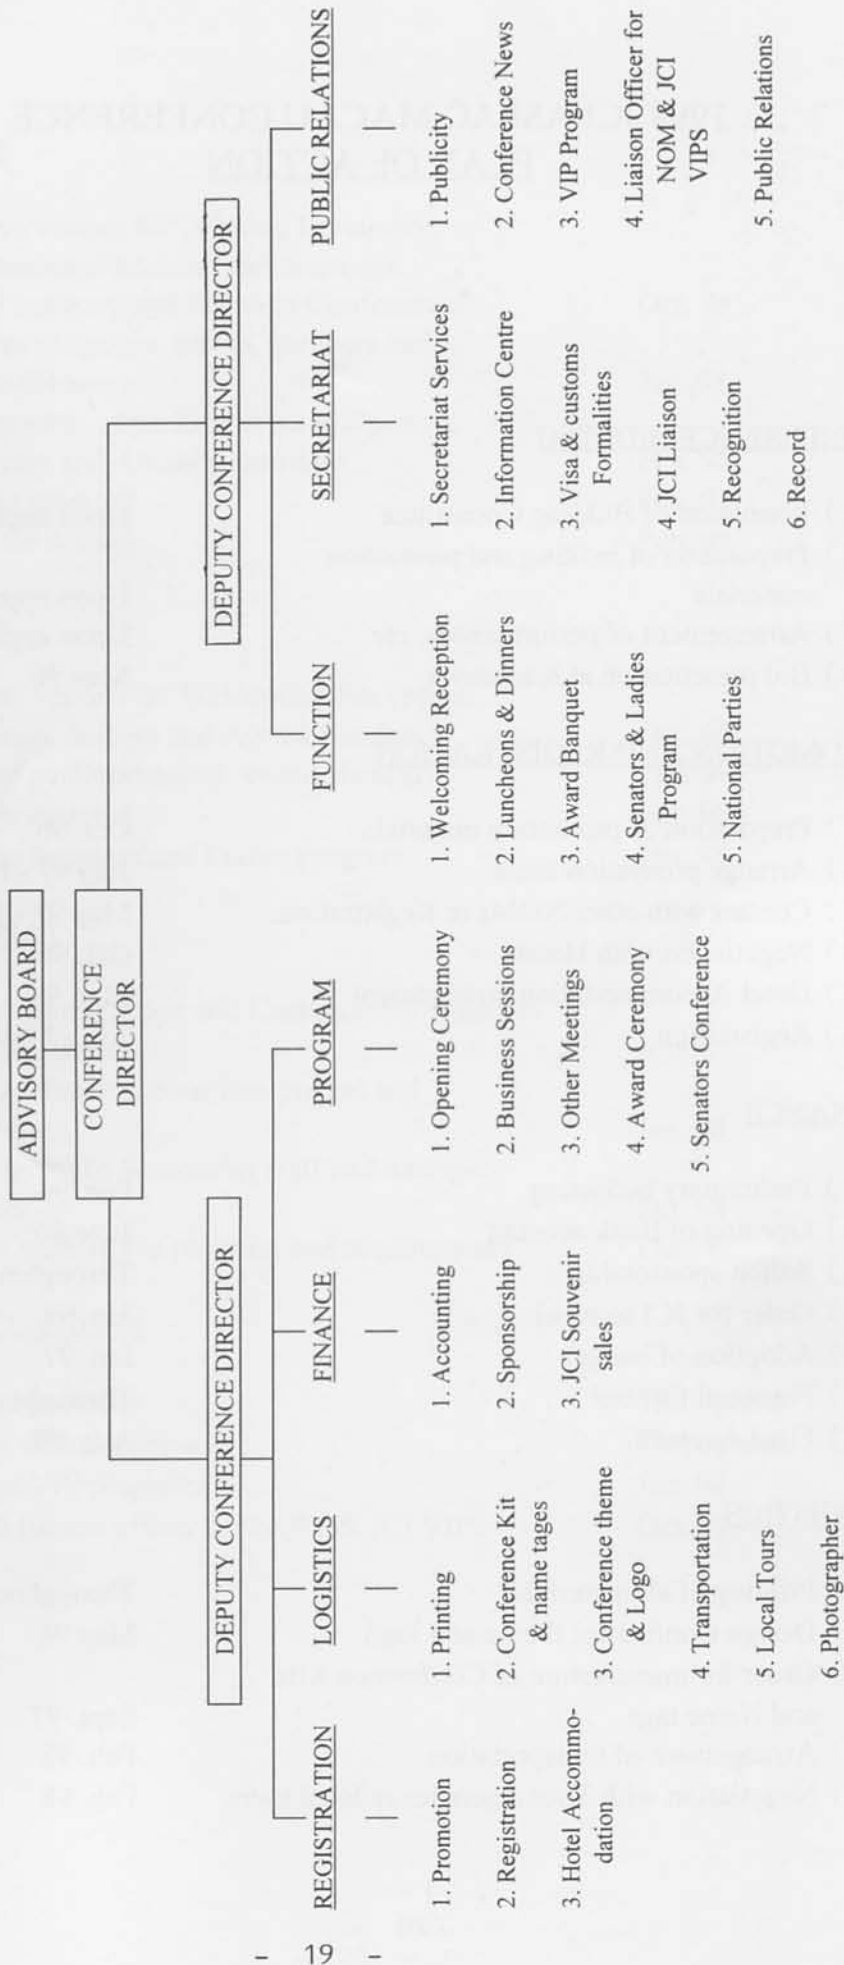 ADVISORY BOARD
CONFERENCE
DIRECTOR
DEPUTY CONFERENCE DIRECTOR
DEPUTY CONFERENCE DIRECTOR
REGISTRATION
1. Promotion
2. Registration
3. Hotel Accommo-
dation
LOGISTICS
1. Printing
2. Conference Kit
& name tages
3. Conference theme
& Logo
4. Transportation
5. Local Tours
6. Photographer
FINANCE
1. Accounting
2. Sponsorship
3. JCI Souvenir
sales
PROGRAM
1. Opening Ceremony
2. Business Sessions
3. Other Meetings
4. Award Ceremony
5. Senators Conference
FUNCTION
1. Welcoming Reception
2. Luncheons & Dinners
3. Award Banquet
4. Senators & Ladies
Program
5. National Parties
SECRETARIAT
1. Secretariat Services
2. Information Centre
3. Visa & customs
Formalities
4. JCI Liaison
5. Recognition
6. Record
PUBLIC RELATIONS
1. Publicity
2. Conference News
3. VIP Program
4. Liaison Officer for
NOM & JCI
VIPS
5. Public Relations
– 19 –